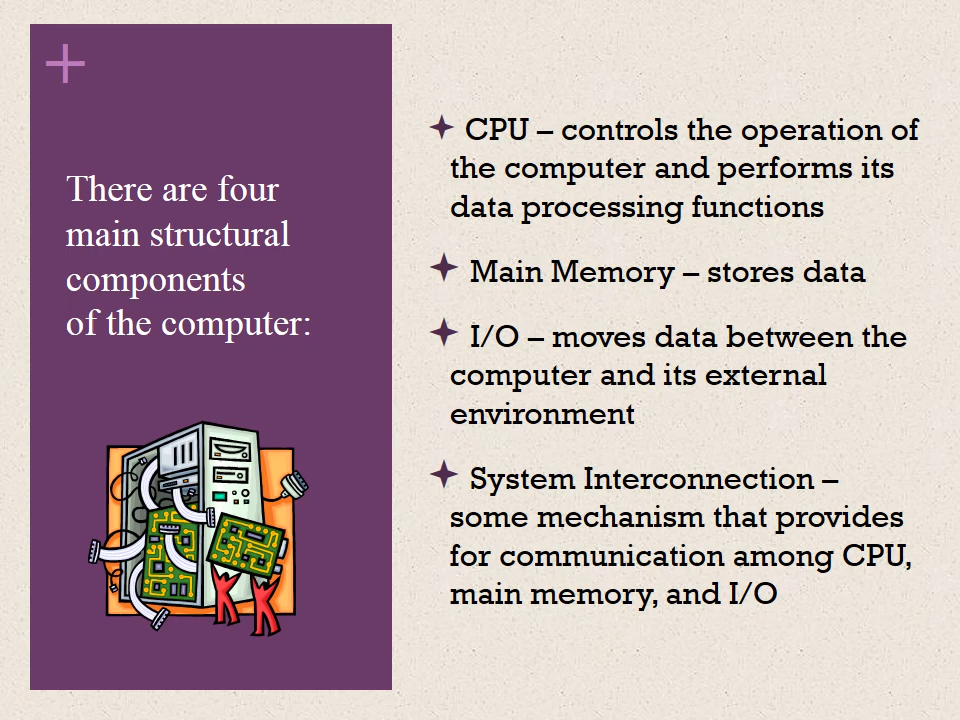 +
There are four
main structural
components
of the computer:
CPU – controls the operation of
the computer and performs its
data processing functions
Main Memory – stores data
I/O – moves data between the
computer and its external
environment
System Interconnection –
some mechanism that provides
for communication among CPU,
main memory, and I/O